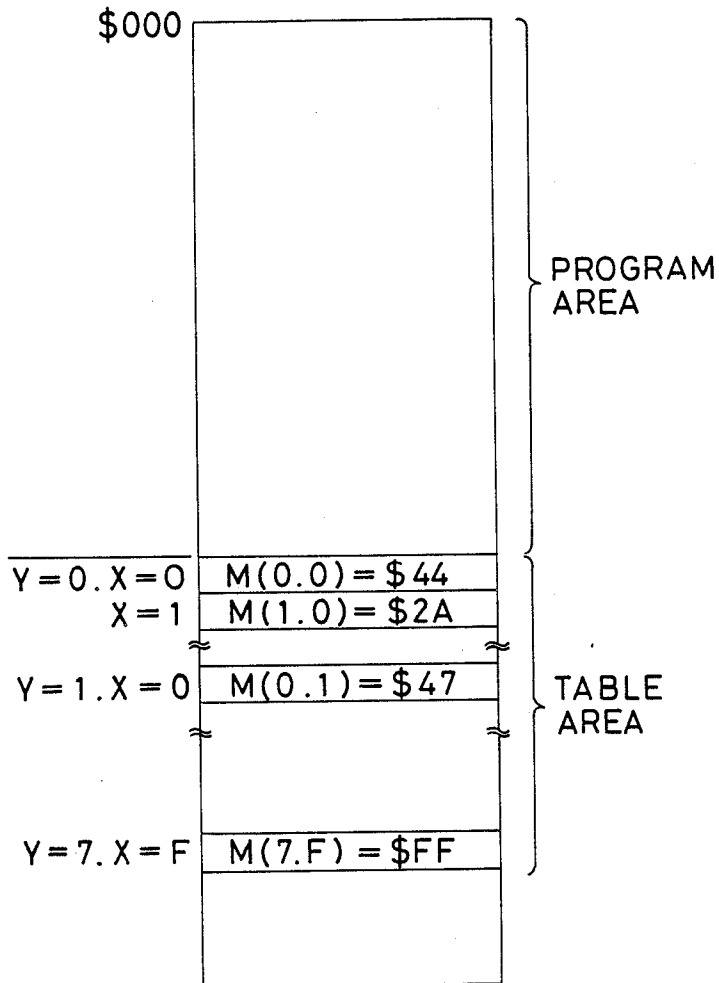 $000
PROGRAM
AREA
Y=0.X=0 M(0.0)=$44
X=1 M(1.0)=$2A
Y=1.X=0 M(0.1)=$47
TABLE
AREA
Y=7.X=F M(7.F)=$FF